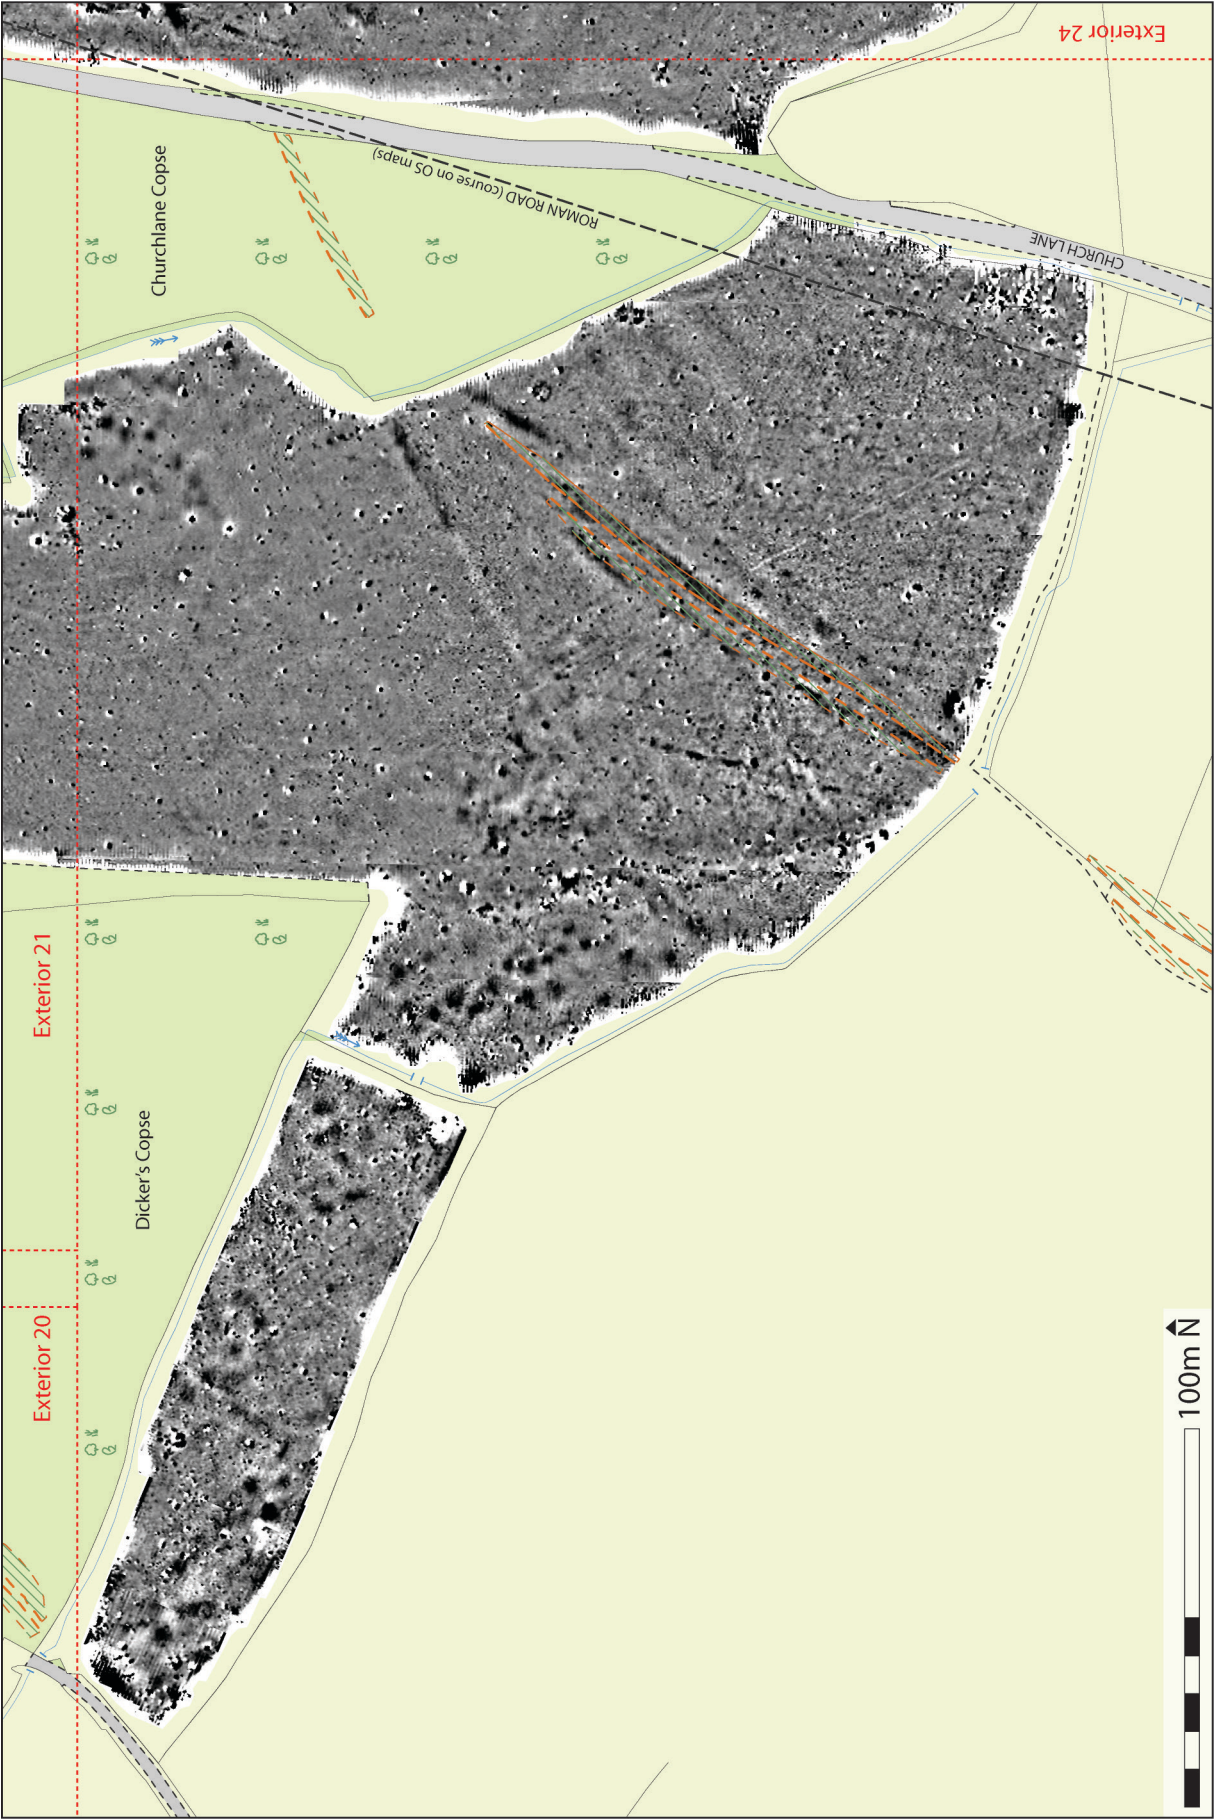 Exterior 24
Churchlane Copse
ROMAN ROAD (course on OS maps)
CHURCH LANE
Exterior 21
Dicker's Copse
Exterior 20
100m N